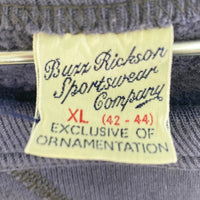 Buzz Rickson
Sportswear
Company
XL (42-44)
EXCLUSIVE OF
ORNAMENTATION